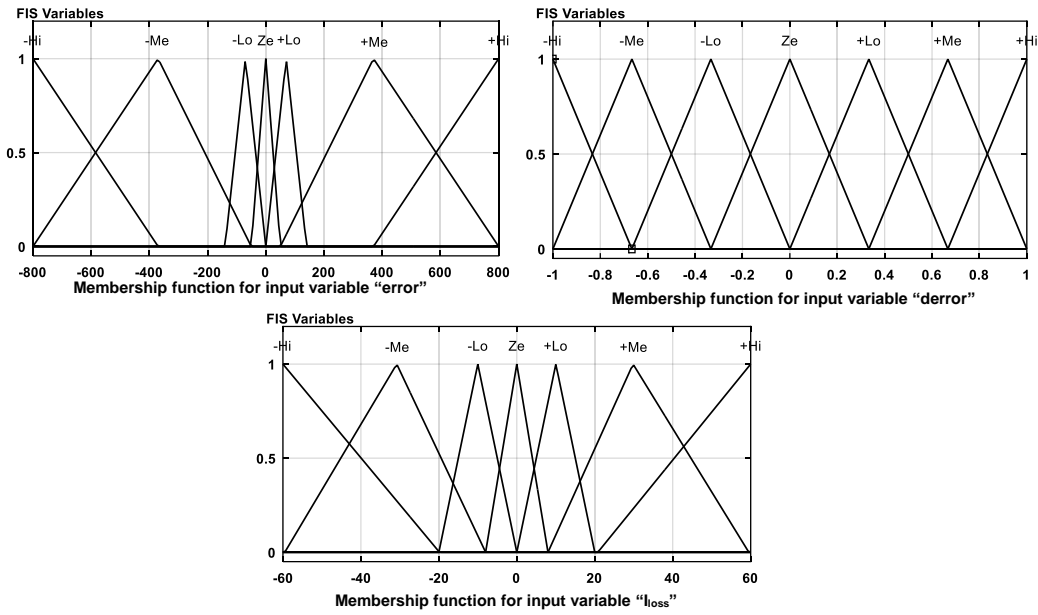 FIS Variables
-Hi -Me -Lo Ze +Lo +Me +Hi
1
0.5
0
-800 -600 -400 -200 0 200 400 600 800
Membership function for input variable “error”
FIS Variables
-Hi -Me -Lo Ze +Lo +Me +Hi
1
0.5
0
-1 -0.8 -0.6 -0.4 -0.2 0 0.2 0.4 0.6 0.8 1
Membership function for input variable “derror”
FIS Variables
-Hi -Me -Lo Ze +Lo +Me +Hi
1
0.5
0
-60 -40 -20 0 20 40 60
Membership function for input variable “Iloss”